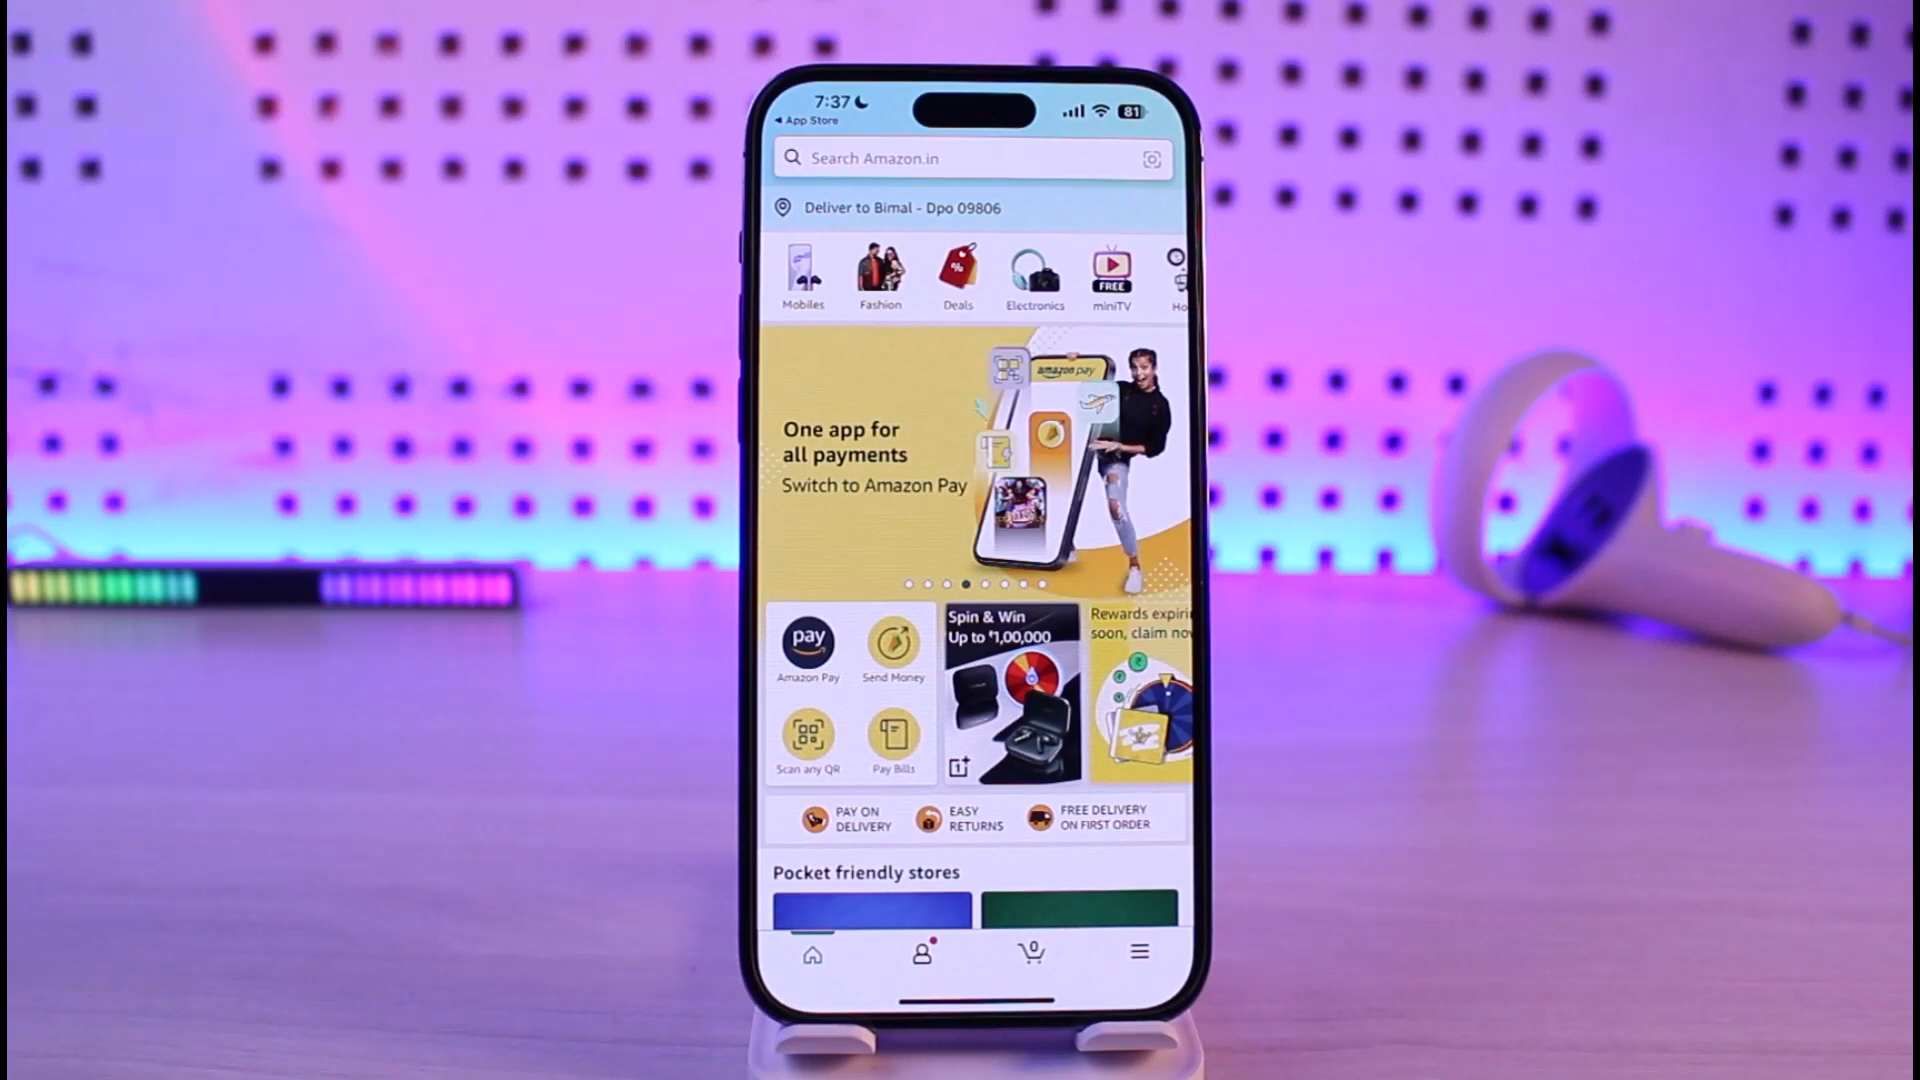 7:37
81
◄ App Store
Search Amazon.in
Deliver to Bimal - Dpo 09806
Mobiles
Fashion
Deals
Electronics
FREE
miniTV
Ho
amazon pay
One app for
all payments
Switch to Amazon Pay
pay
Amazon Pay
Send Money
Scan any QR
Pay Bills
Spin & Win
Up to ₹1,00,000
1+
Rewards expiri
soon, claim no
PAY ON
DELIVERY
EASY
RETURNS
FREE DELIVERY
ON FIRST ORDER
Pocket friendly stores
0